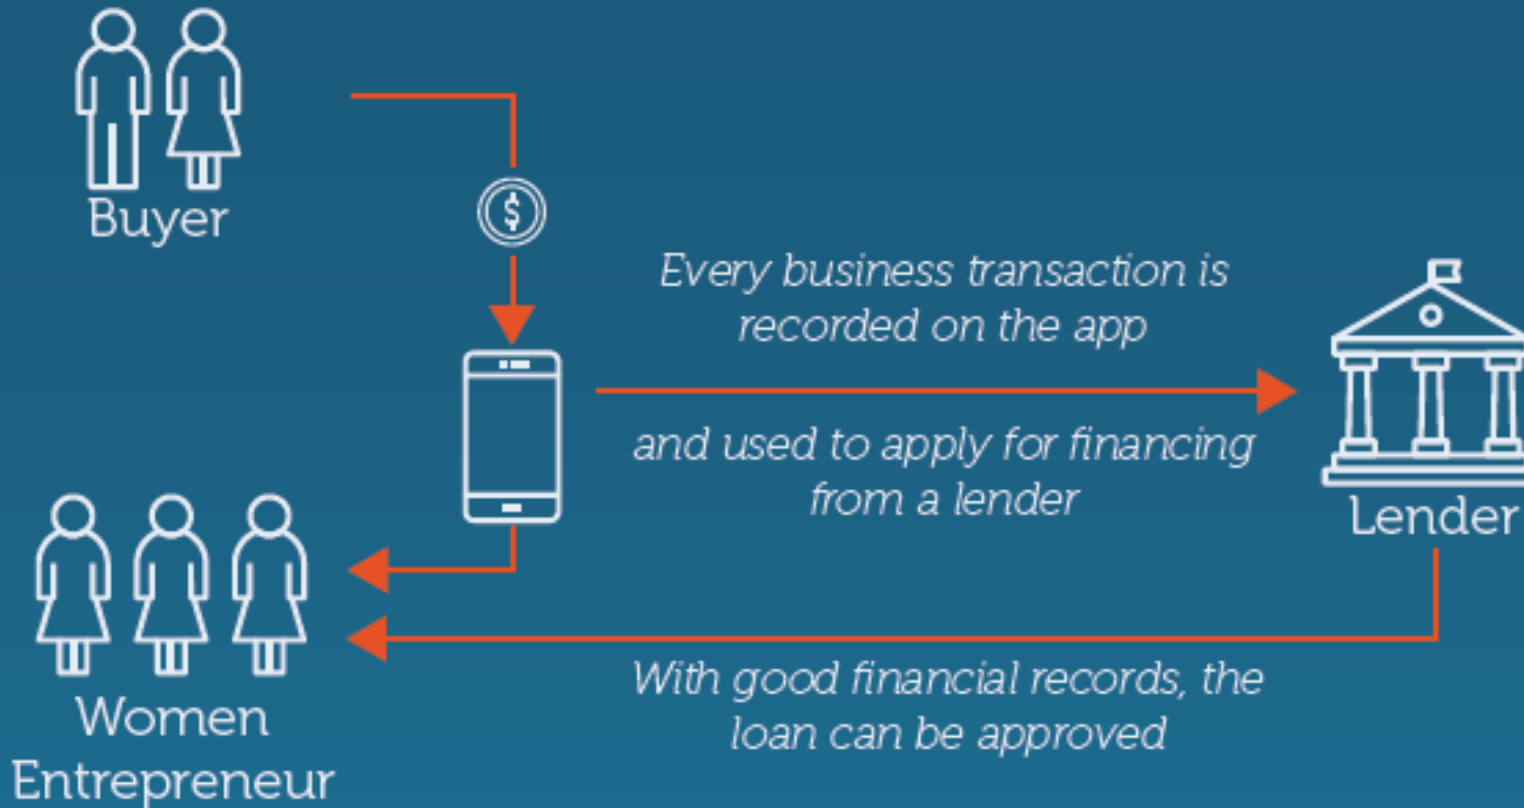 Buyer
$
Every business transaction is
recorded on the app
and used to apply for financing
from a lender
Lender
Women
Entrepreneur
With good financial records, the
loan can be approved